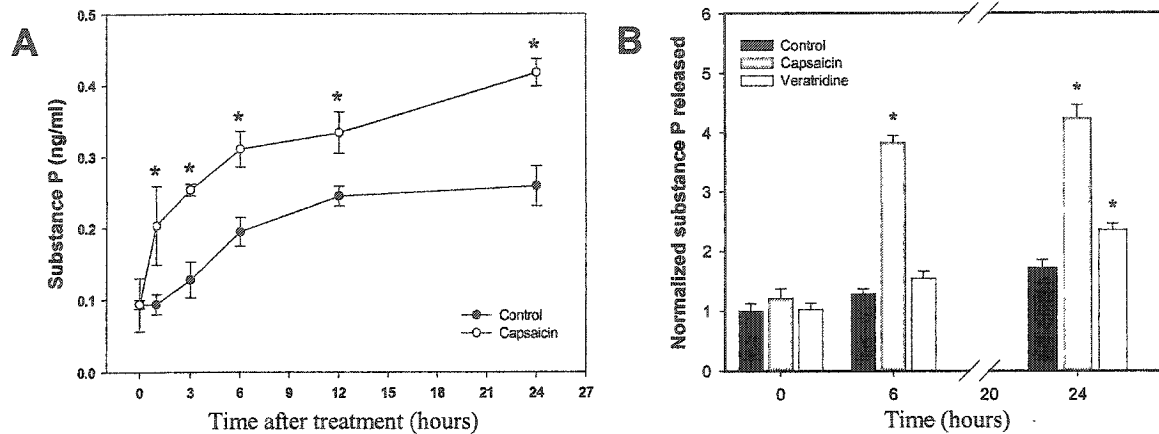 A
Substance P (ng/ml)
0.5
0.4
0.3
0.2
0.1
0.0
*
*
*
*
*
Control
Capsaicin
0 3 6 9 12 15 18 21 24 27
Time after treatment (hours)
B
Normalized substance P released
6
5
4
3
2
1
0
Control
Capsaicin
Veratridine
*
*
*
0 6 20 24
Time (hours)